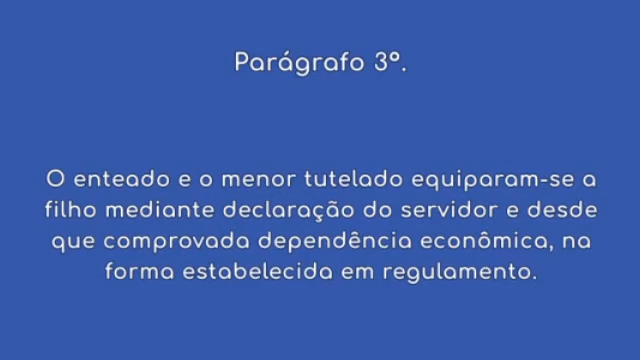 Parágrafo 3º.
O enteado e o menor tutelado equiparam-se a
filho mediante declaração do servidor e desde
que comprovada dependência econômica, na
forma estabelecida em regulamento.